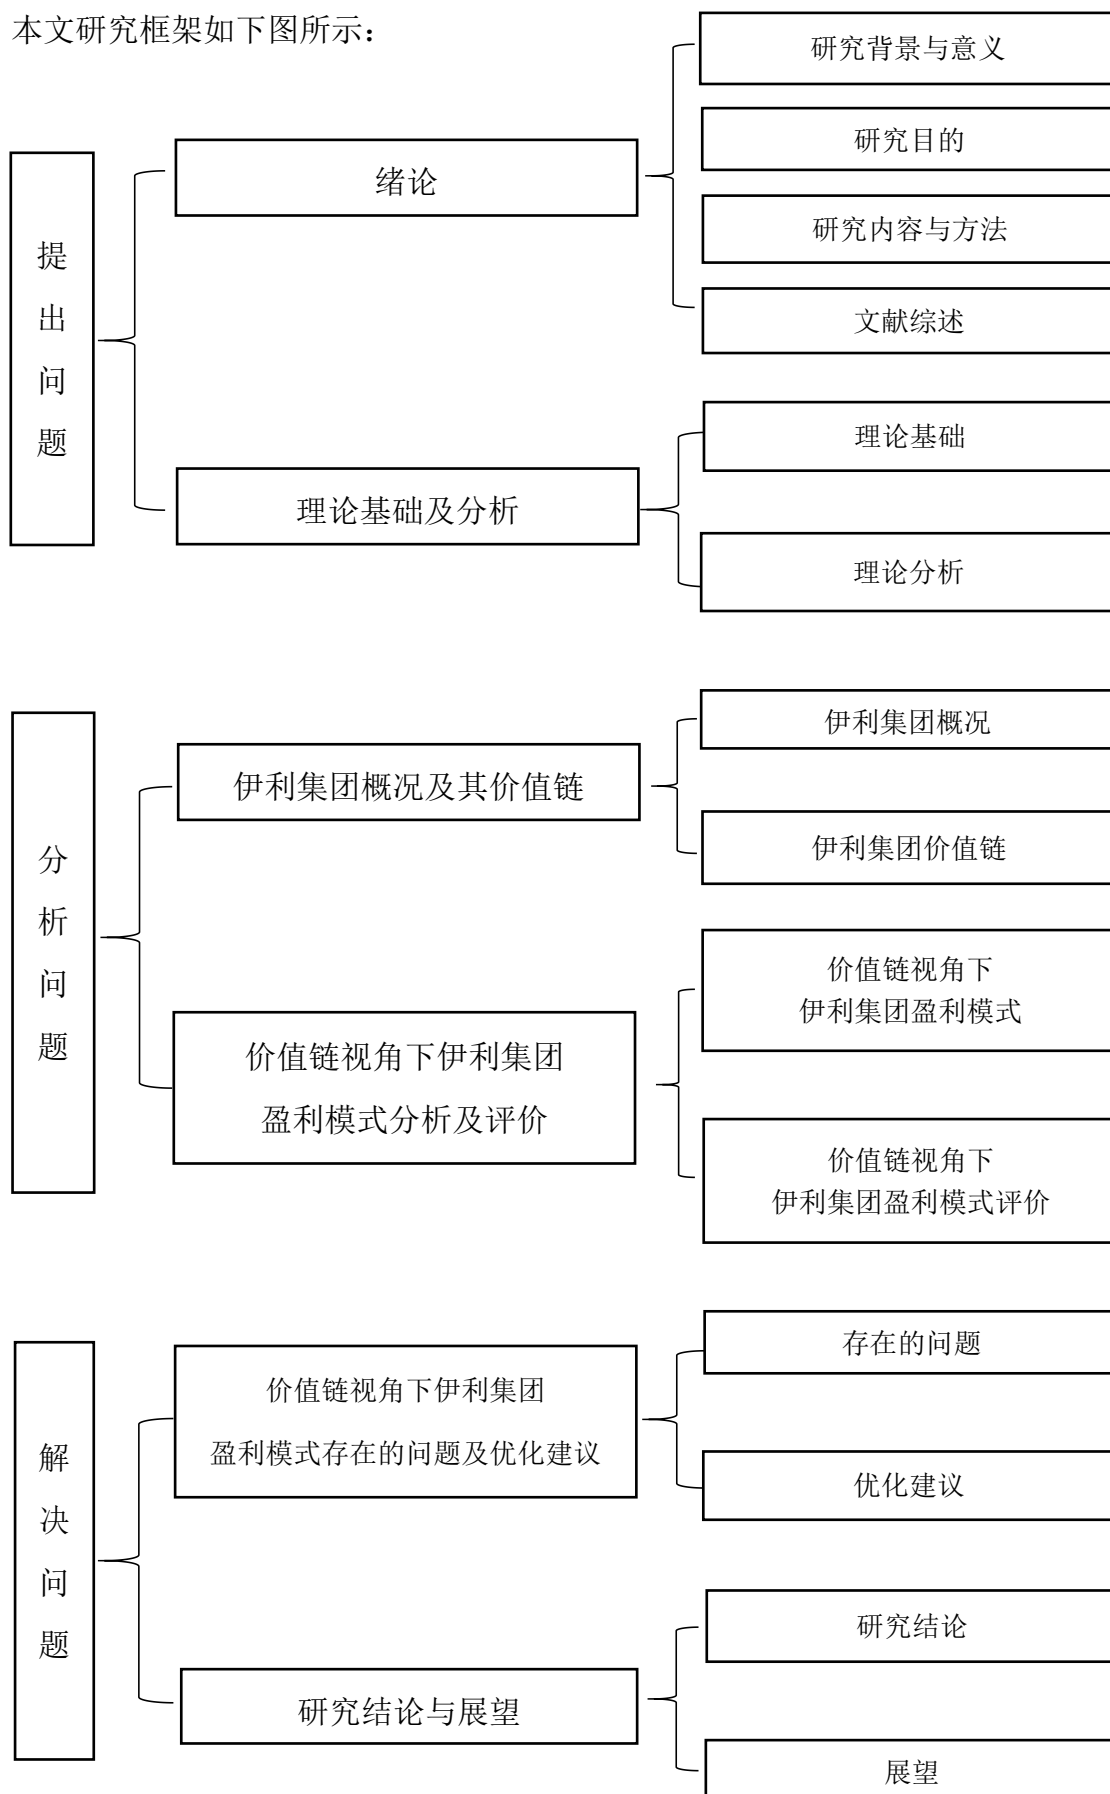 本文研究框架如下图所示：
提出问题
绪论
研究背景与意义
研究目的
研究内容与方法
文献综述
理论基础及分析
理论基础
理论分析
分析问题
伊利集团概况及其价值链
伊利集团概况
伊利集团价值链
价值链视角下伊利集团
盈利模式分析及评价
价值链视角下
伊利集团盈利模式
价值链视角下
伊利集团盈利模式评价
解决问题
价值链视角下伊利集团
盈利模式存在的问题及优化建议
存在的问题
优化建议
研究结论与展望
研究结论
展望